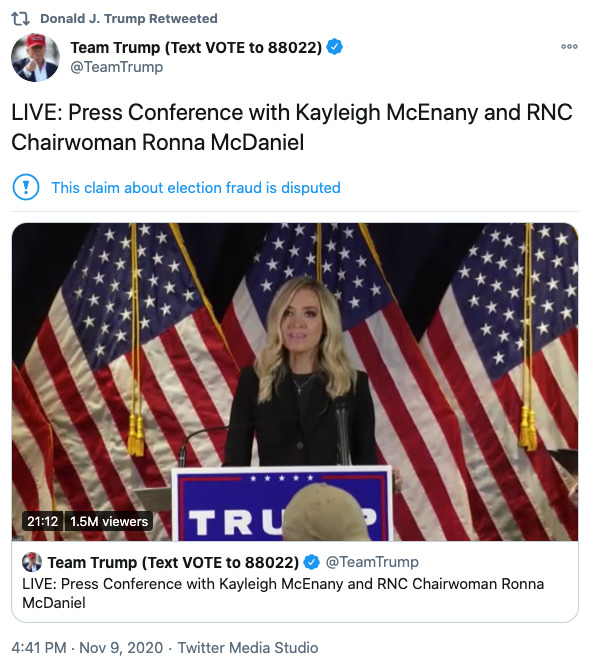 Donald J. Trump Retweeted
Team Trump (Text VOTE to 88022)
@TeamTrump
LIVE: Press Conference with Kayleigh McEnany and RNC
Chairwoman Ronna McDaniel
This claim about election fraud is disputed
TRU P
21:12 1.5M viewers
Team Trump (Text VOTE to 88022) @TeamTrump
LIVE: Press Conference with Kayleigh McEnany and RNC Chairwoman Ronna
McDaniel
4:41 PM · Nov 9, 2020 · Twitter Media Studio